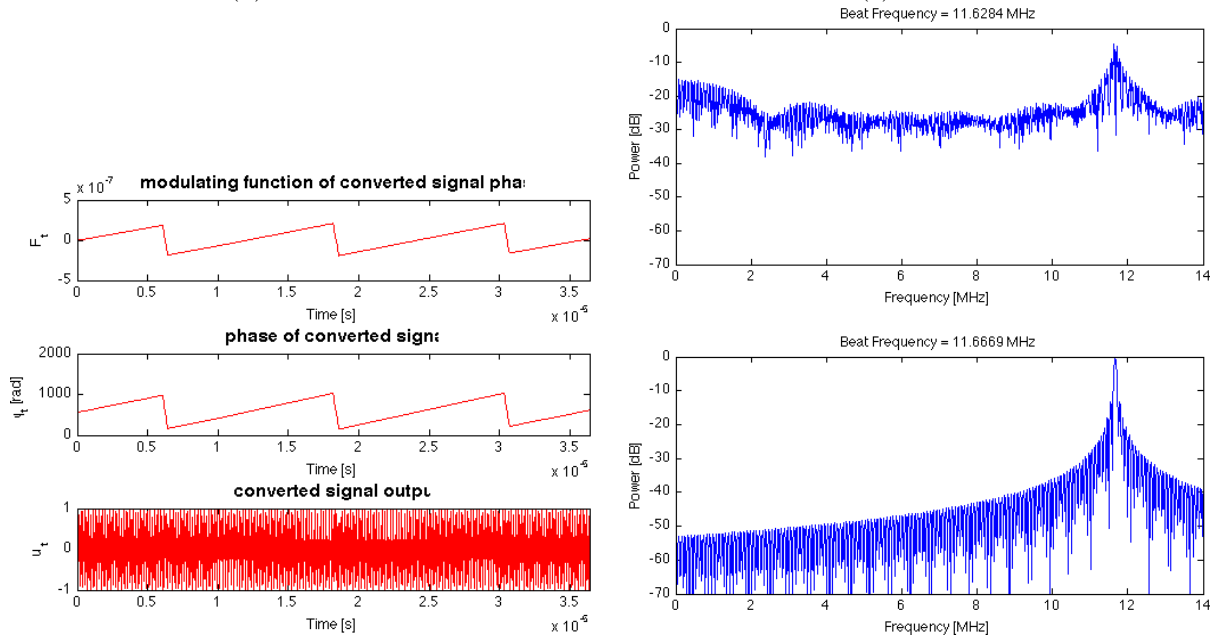 modulating function of converted signal pha
x 10^-7
5
0
-5
F_t
0 0.5 1 1.5 2 2.5 3 3.5
Time [s]
x 10^-5
phase of converted signa
2000
1000
0
ψ_t [rad]
0 0.5 1 1.5 2 2.5 3 3.5
Time [s]
x 10^-5
converted signal outpu
1
0
-1
u_t
0 0.5 1 1.5 2 2.5 3 3.5
Time [s]
x 10^-5
Beat Frequency = 11.6284 MHz
0
-10
-20
-30
-40
-50
-60
-70
Power [dB]
0 2 4 6 8 10 12 14
Frequency [MHz]
Beat Frequency = 11.6669 MHz
0
-10
-20
-30
-40
-50
-60
-70
Power [dB]
0 2 4 6 8 10 12 14
Frequency [MHz]